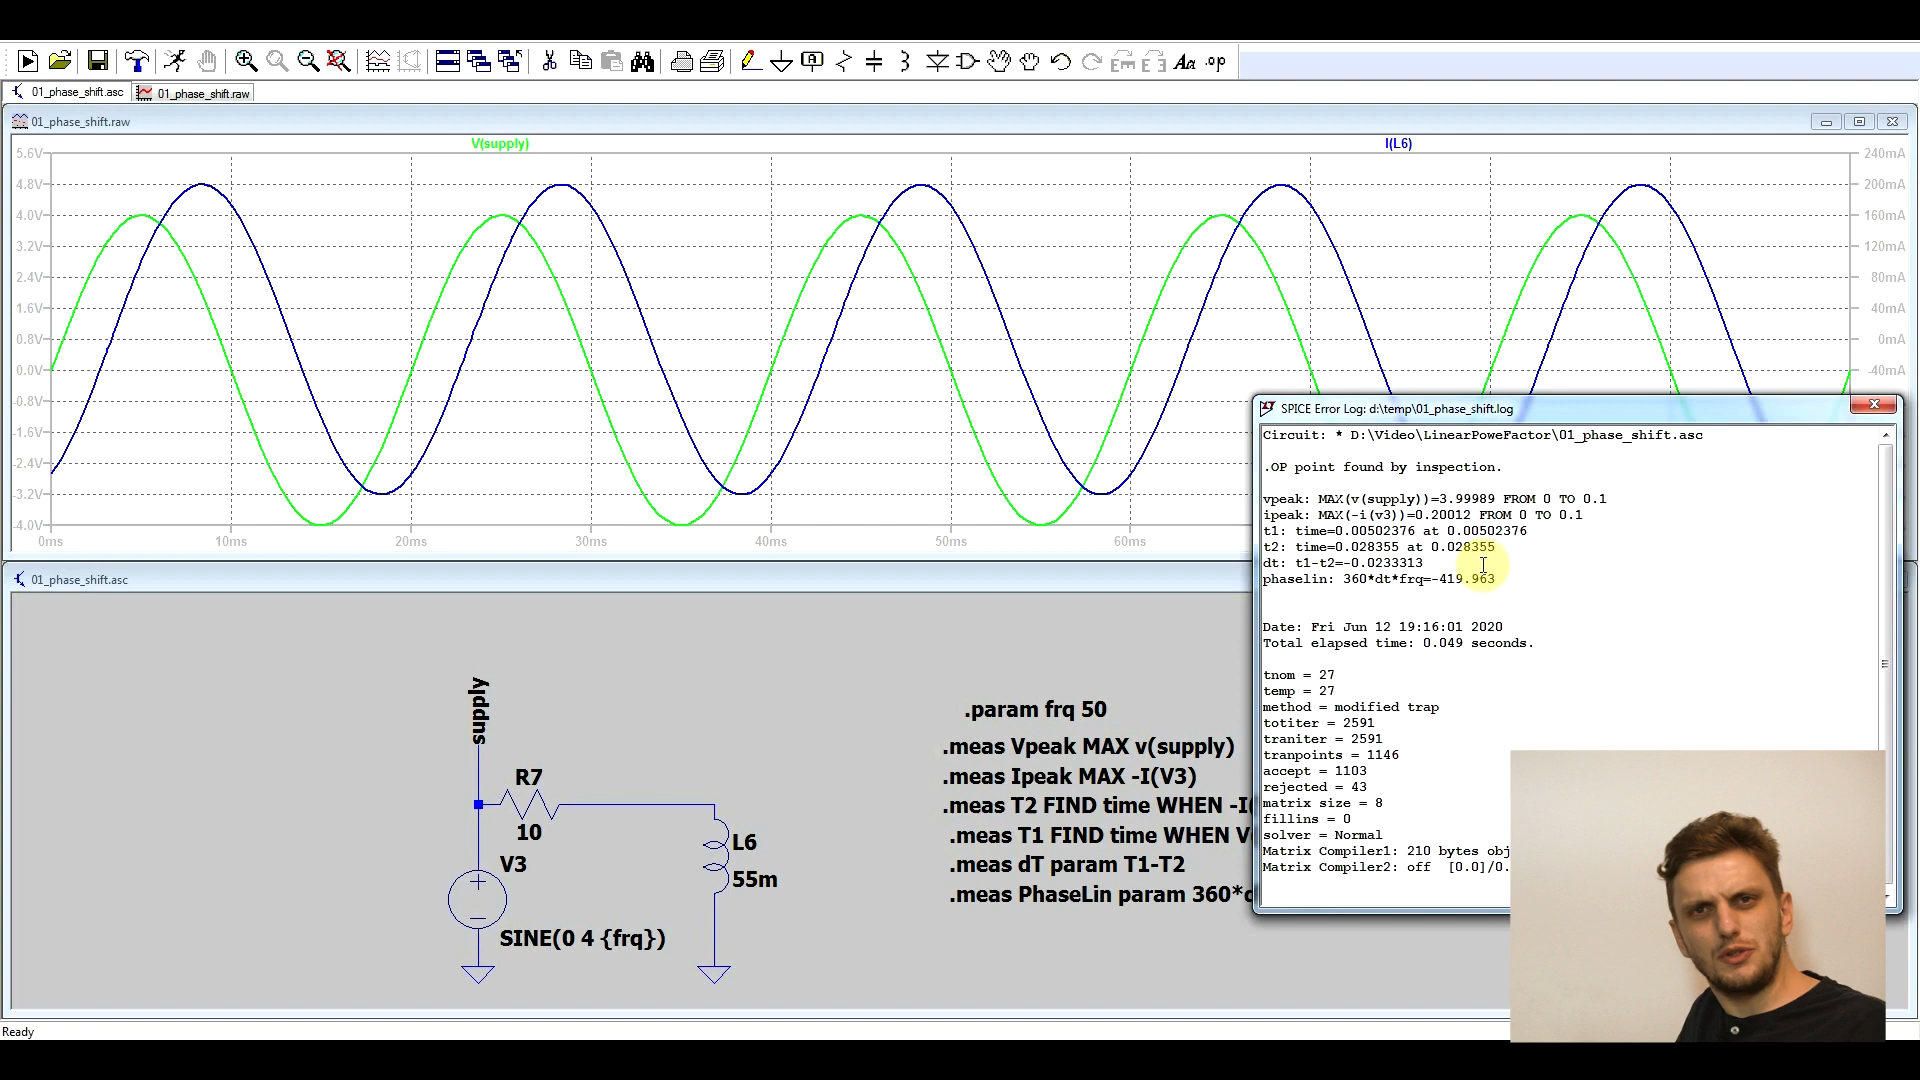 Aa .op
01_phase_shift.asc 01_phase_shift.raw
01_phase_shift.raw
V(supply) I(L6)
5.6V 240mA
4.8V 200mA
4.0V 160mA
3.2V 120mA
2.4V 80mA
1.6V 40mA
0.8V 0mA
0.0V -40mA
-0.8V
-1.6V
-2.4V
-3.2V
-4.0V
0ms 10ms 20ms 30ms 40ms 50ms 60ms
SPICE Error Log: d:\temp\01_phase_shift.log
Circuit: * D:\Video\LinearPoweFactor\01_phase_shift.asc
.OP point found by inspection.
vpeak: MAX(v(supply))=3.99989 FROM 0 TO 0.1
ipeak: MAX(-i(v3))=0.20012 FROM 0 TO 0.1
t1: time=0.00502376 at 0.00502376
t2: time=0.028355 at 0.028355
dt: t1-t2=-0.0233313
phaselin: 360*dt*frq=-419.963
Date: Fri Jun 12 19:16:01 2020
Total elapsed time: 0.049 seconds.
tnom = 27
temp = 27
method = modified trap
totiter = 2591
traniter = 2591
tranpoints = 1146
accept = 1103
rejected = 43
matrix size = 8
fillins = 0
solver = Normal
Matrix Compiler1: 210 bytes obj
Matrix Compiler2: off [0.0]/0.
01_phase_shift.asc
supply
R7
10
V3
SINE(0 4 {frq})
L6
55m
.param frq 50
.meas Vpeak MAX v(supply)
.meas Ipeak MAX -I(V3)
.meas T2 FIND time WHEN -I(
.meas T1 FIND time WHEN V
.meas dT param T1-T2
.meas PhaseLin param 360*d
Ready